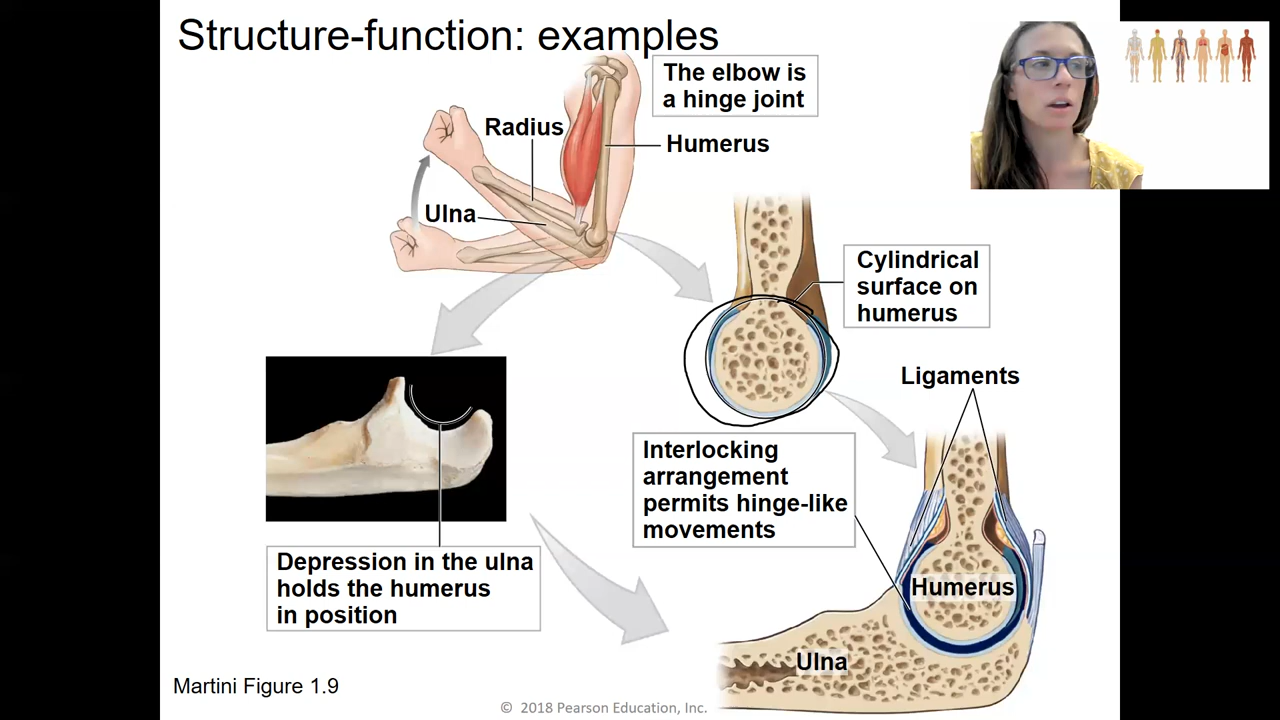 Structure-function: examples
The elbow is
a hinge joint
Radius
Humerus
Ulna
Cylindrical
surface on
humerus
Ligaments
Interlocking
arrangement
permits hinge-like
movements
Depression in the ulna
holds the humerus
in position
Humerus
Ulna
Martini Figure 1.9
© 2018 Pearson Education, Inc.